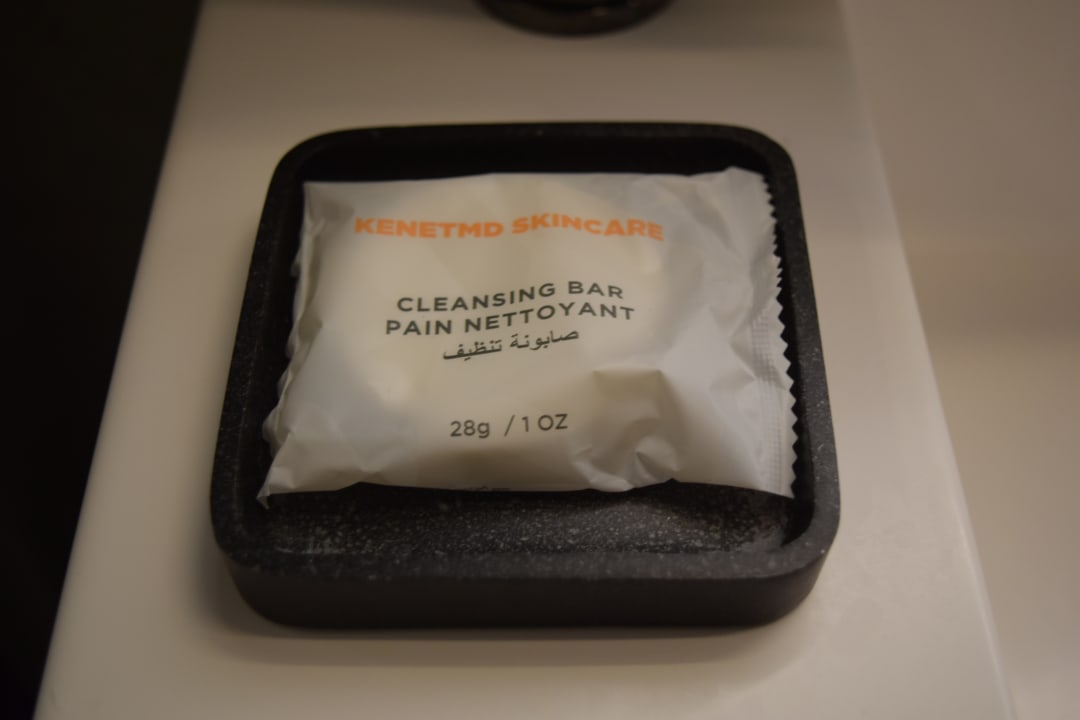 KENETMD SKINCARE
CLEANSING BAR
PAIN NETTOYANT
صابونة تنظيف
28g / 1 OZ